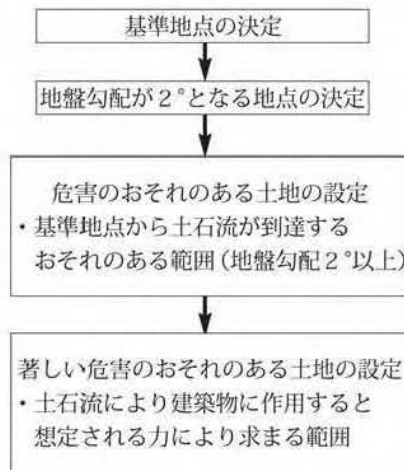 基準地点の決定
地盤勾配が２°となる地点の決定
危害のおそれのある土地の設定
・基準地点から土石流が到達する
おそれのある範囲（地盤勾配２°以上）
著しい危害のおそれのある土地の設定
・土石流により建築物に作用すると
想定される力により求まる範囲